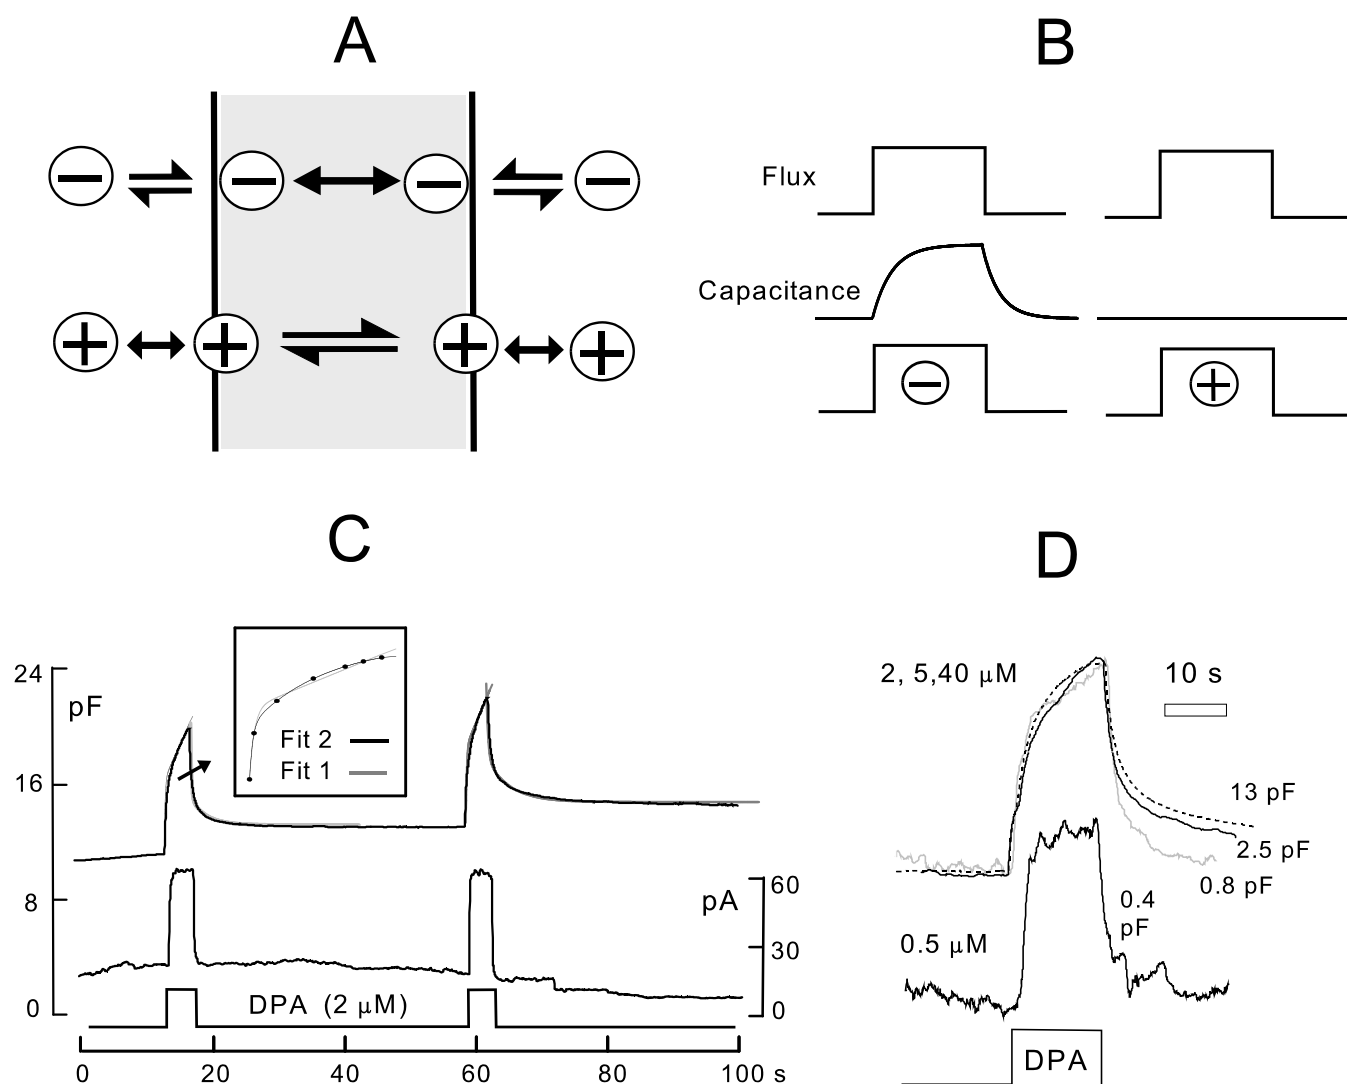 A
B
Flux
Capacitance
C
D
24
pF
16
8
0
Fit 2
Fit 1
pA
60
30
0
DPA (2 μM)
0
20
40
60
80
100 s
2, 5,40 μM
10 s
13 pF
2.5 pF
0.8 pF
0.4
pF
0.5 μM
DPA